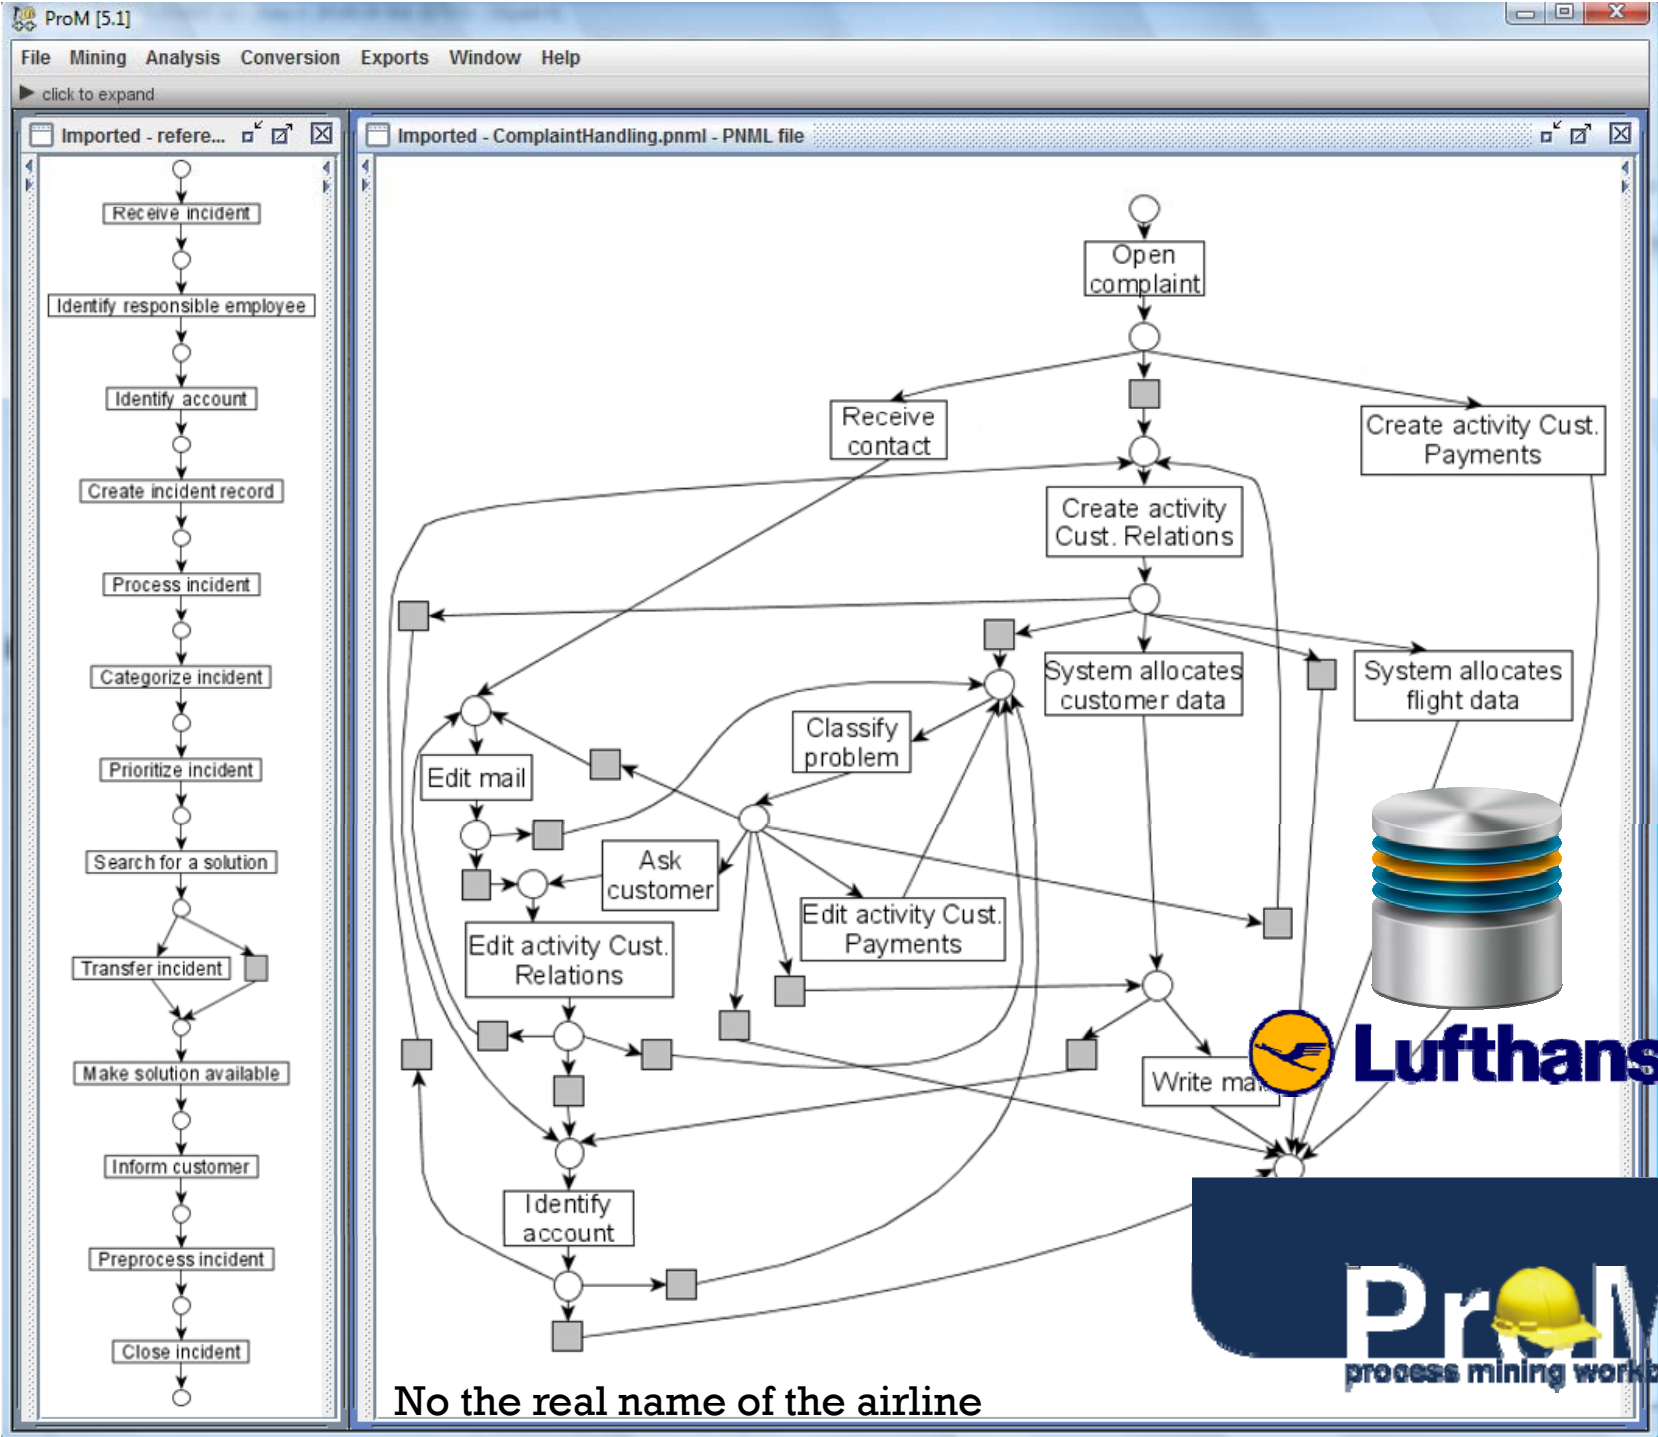 ProM [5.1]
File Mining Analysis Conversion Exports Window Help
click to expand
Imported - refere...
Receive incident
Identify responsible employee
Identify account
Create incident record
Process incident
Categorize incident
Prioritize incident
Search for a solution
Transfer incident
Make solution available
Inform customer
Preprocess incident
Close incident
Imported - ComplaintHandling.pnml - PNML file
Open
complaint
Receive
contact
Create activity Cust.
Payments
Create activity
Cust. Relations
System allocates
customer data
System allocates
flight data
Classify
problem
Edit mail
Ask
customer
Edit activity Cust.
Payments
Edit activity Cust.
Relations
Write mai
Identify
account
Lufthans
ProM
process mining workb
No the real name of the airline